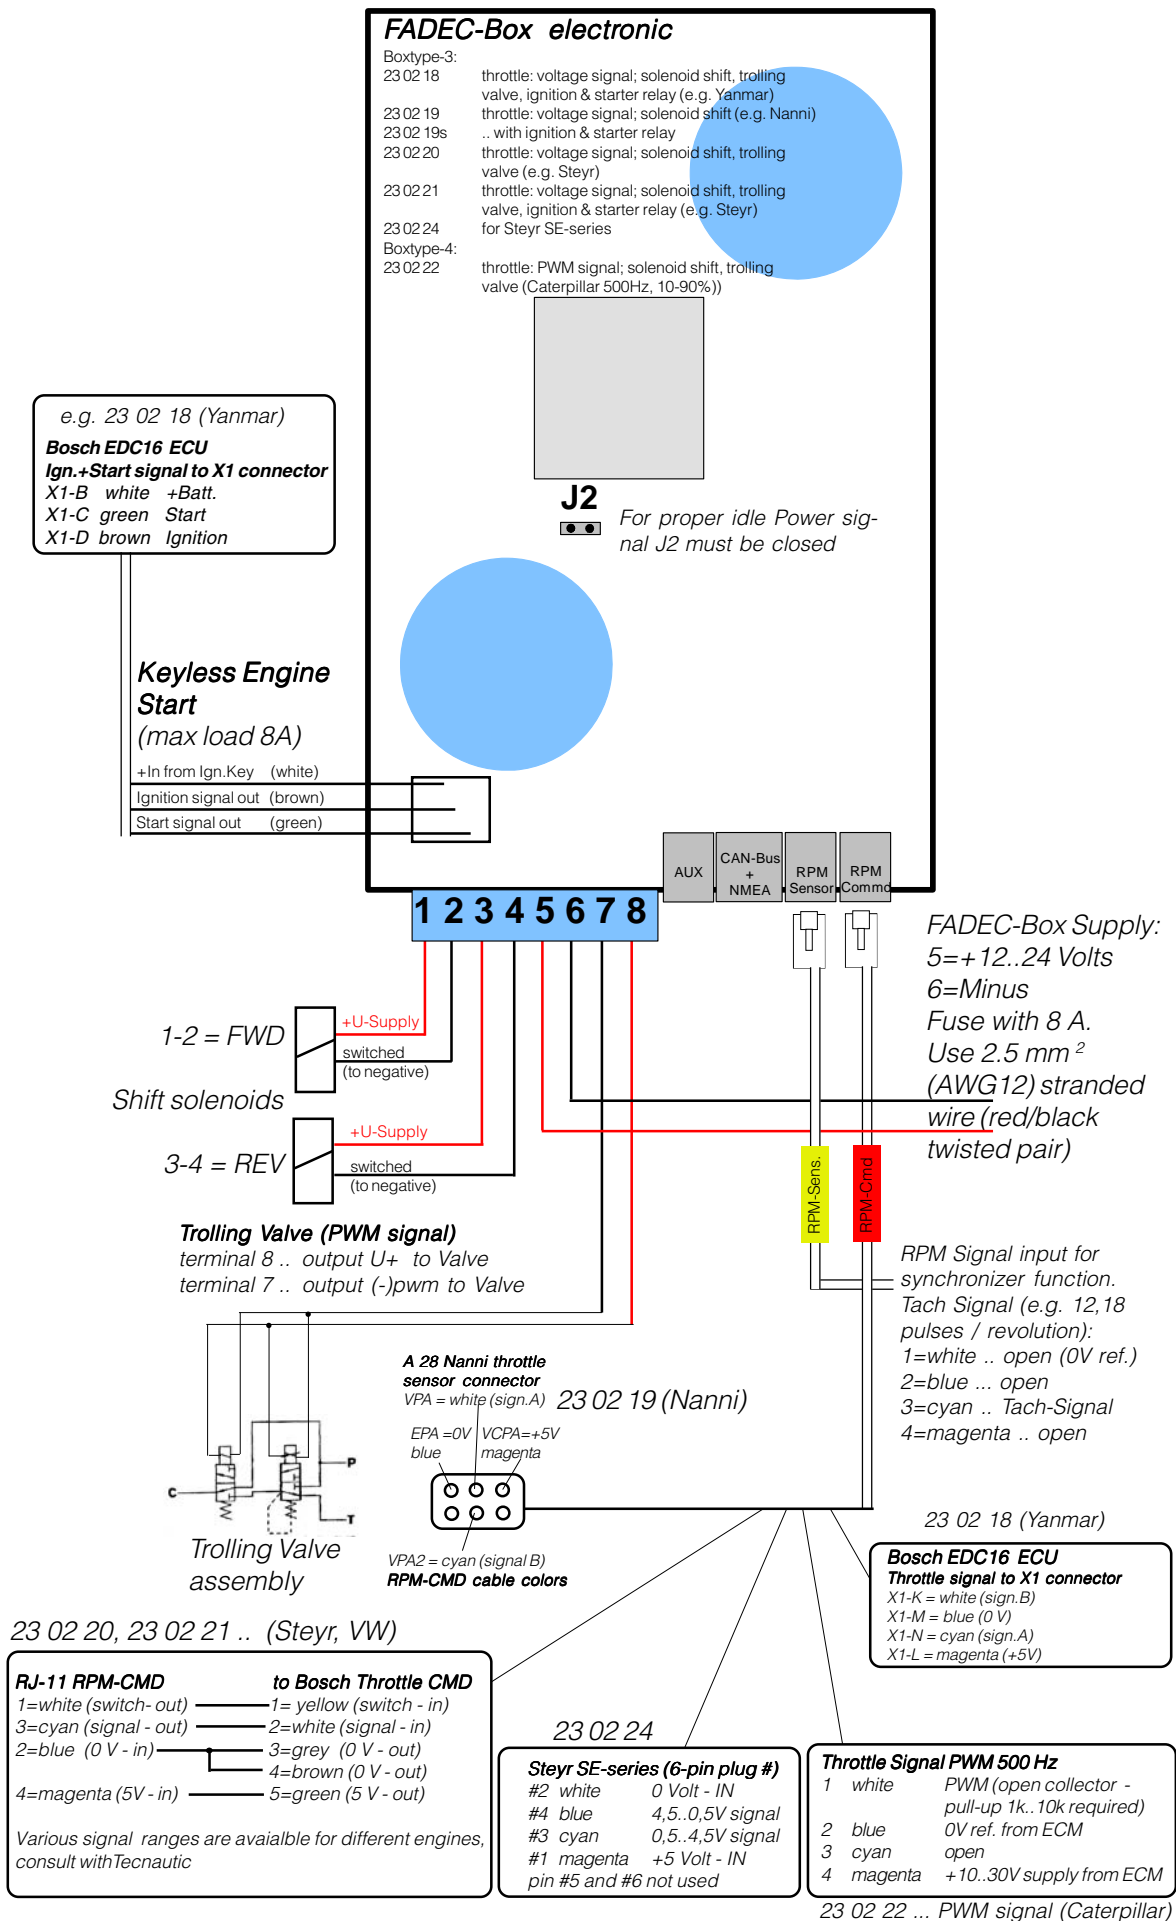 FADEC-Box electronic
Boxtype-3:
23 02 18 throttle: voltage signal; solenoid shift, trolling
valve, ignition & starter relay (e.g. Yanmar)
23 02 19 throttle: voltage signal; solenoid shift (e.g. Nanni)
23 02 19s .. with ignition & starter relay
23 02 20 throttle: voltage signal; solenoid shift, trolling
valve (e.g. Steyr)
23 02 21 throttle: voltage signal; solenoid shift, trolling
valve, ignition & starter relay (e.g. Steyr)
23 02 24 for Steyr SE-series
Boxtype-4:
23 02 22 throttle: PWM signal; solenoid shift, trolling
valve (Caterpillar 500Hz, 10-90%))
e.g. 23 02 18 (Yanmar)
Bosch EDC16 ECU
Ign.+Start signal to X1 connector
X1-B white +Batt.
X1-C green Start
X1-D brown Ignition
J2
For proper idle Power sig-
nal J2 must be closed
Keyless Engine
Start
(max load 8A)
+In from Ign.Key (white)
Ignition signal out (brown)
Start signal out (green)
AUX
CAN-Bus
+
NMEA
RPM
Sensor
RPM
Commd
1 2 3 4 5 6 7 8
FADEC-Box Supply:
5=+12..24 Volts
6=Minus
Fuse with 8 A.
Use 2.5 mm ²
(AWG12) stranded
wire (red/black
twisted pair)
1-2 = FWD
+U-Supply
switched
(to negative)
Shift solenoids
3-4 = REV
+U-Supply
switched
(to negative)
RPM-Sens.
RPM-Cmd
Trolling Valve (PWM signal)
terminal 8 .. output U+ to Valve
terminal 7 .. output (-)pwm to Valve
RPM Signal input for
synchronizer function.
Tach Signal (e.g. 12,18
pulses / revolution):
1=white .. open (0V ref.)
2=blue ... open
3=cyan .. Tach-Signal
4=magenta .. open
A 28 Nanni throttle
sensor connector
VPA = white (sign.A)
23 02 19 (Nanni)
EPA =0V VCPA=+5V
blue magenta
P
C
T
Trolling Valve
assembly
VPA2 = cyan (signal B)
RPM-CMD cable colors
23 02 18 (Yanmar)
Bosch EDC16 ECU
Throttle signal to X1 connector
X1-K = white (sign.B)
X1-M = blue (0 V)
X1-N = cyan (sign.A)
X1-L = magenta (+5V)
23 02 20, 23 02 21 .. (Steyr, VW)
RJ-11 RPM-CMD to Bosch Throttle CMD
1=white (switch- out) 1= yellow (switch - in)
3=cyan (signal - out) 2=white (signal - in)
2=blue (0 V - in) 3=grey (0 V - out)
4=brown (0 V - out)
4=magenta (5V - in) 5=green (5 V - out)
Various signal ranges are avaialble for different engines,
consult withTecnautic
23 02 24
Steyr SE-series (6-pin plug #)
#2 white 0 Volt - IN
#4 blue 4,5..0,5V signal
#3 cyan 0,5..4,5V signal
#1 magenta +5 Volt - IN
pin #5 and #6 not used
Throttle Signal PWM 500 Hz
1 white PWM (open collector -
pull-up 1k..10k required)
2 blue 0V ref. from ECM
3 cyan open
4 magenta +10..30V supply from ECM
23 02 22 ... PWM signal (Caterpillar)